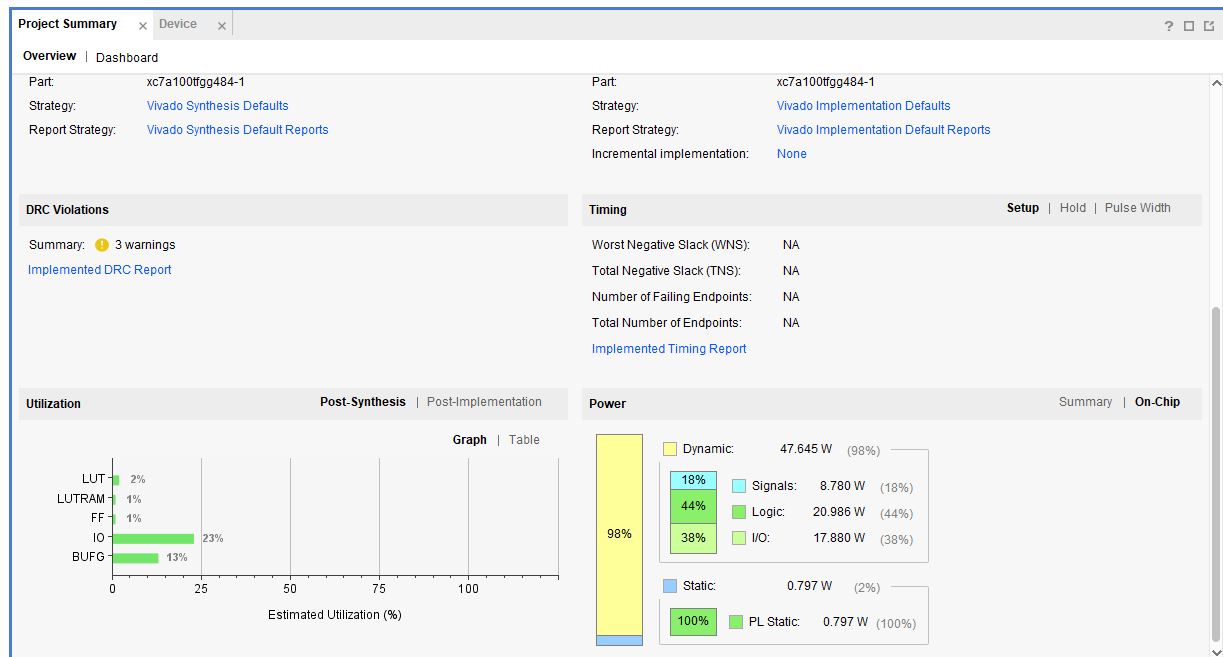 Project Summary × Device × ? 
Overview | Dashboard
Part: xc7a100tfgg484-1 Part: xc7a100tfgg484-1
Strategy: Vivado Synthesis Defaults Strategy: Vivado Implementation Defaults
Report Strategy: Vivado Synthesis Default Reports Report Strategy: Vivado Implementation Default Reports
Incremental implementation: None
DRC Violations
Summary: 3 warnings
Implemented DRC Report
Timing Setup | Hold | Pulse Width
Worst Negative Slack (WNS): NA
Total Negative Slack (TNS): NA
Number of Failing Endpoints: NA
Total Number of Endpoints: NA
Implemented Timing Report
Utilization Post-Synthesis | Post-Implementation
Graph | Table
LUT 2%
LUTRAM 1%
FF 1%
IO 23%
BUFG 13%
0 25 50 75 100
Estimated Utilization (%)
Power Summary | On-Chip
98%
Dynamic: 47.645 W (98%)
18% Signals: 8.780 W (18%)
44% Logic: 20.986 W (44%)
38% I/O: 17.880 W (38%)
Static: 0.797 W (2%)
100% PL Static: 0.797 W (100%)